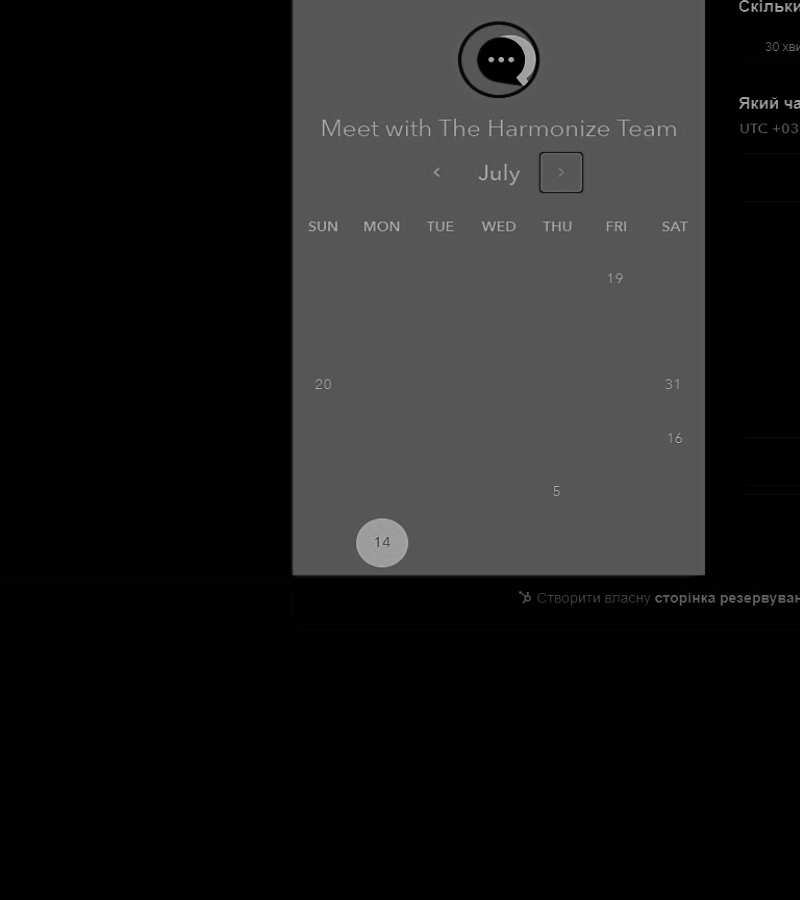 Скільки
30 хви
Meet with The Harmonize Team
Який ча
UTC +03
July
SUN MON TUE WED THU FRI SAT
19
20 31
16
5
14
Створити власну сторінка резервуван